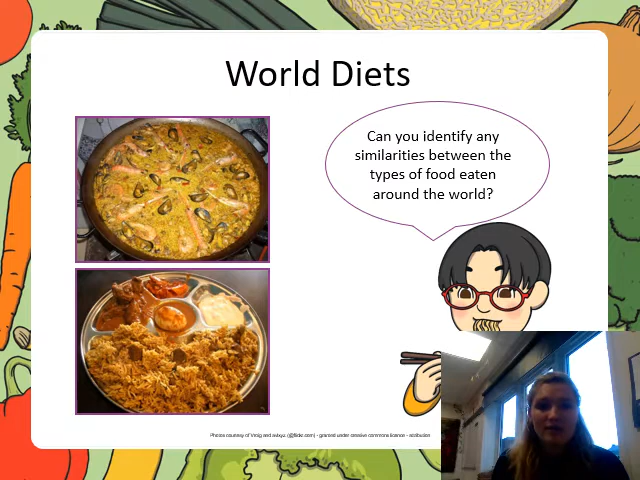 World Diets
Can you identify any
similarities between the
types of food eaten
around the world?